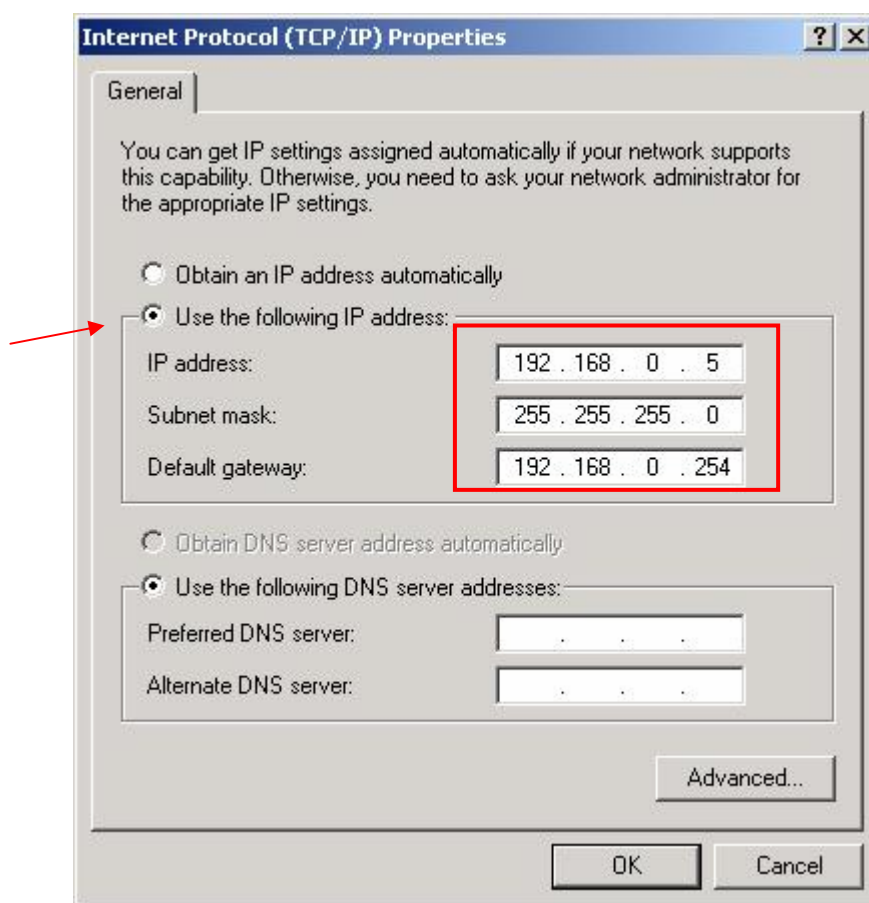 Internet Protocol (TCP/IP) Properties
General
You can get IP settings assigned automatically if your network supports
this capability. Otherwise, you need to ask your network administrator for
the appropriate IP settings.
Obtain an IP address automatically
Use the following IP address:
IP address: 192 . 168 . 0 . 5
Subnet mask: 255 . 255 . 255 . 0
Default gateway: 192 . 168 . 0 . 254
Obtain DNS server address automatically
Use the following DNS server addresses:
Preferred DNS server: . . .
Alternate DNS server: . . .
Advanced...
OK Cancel